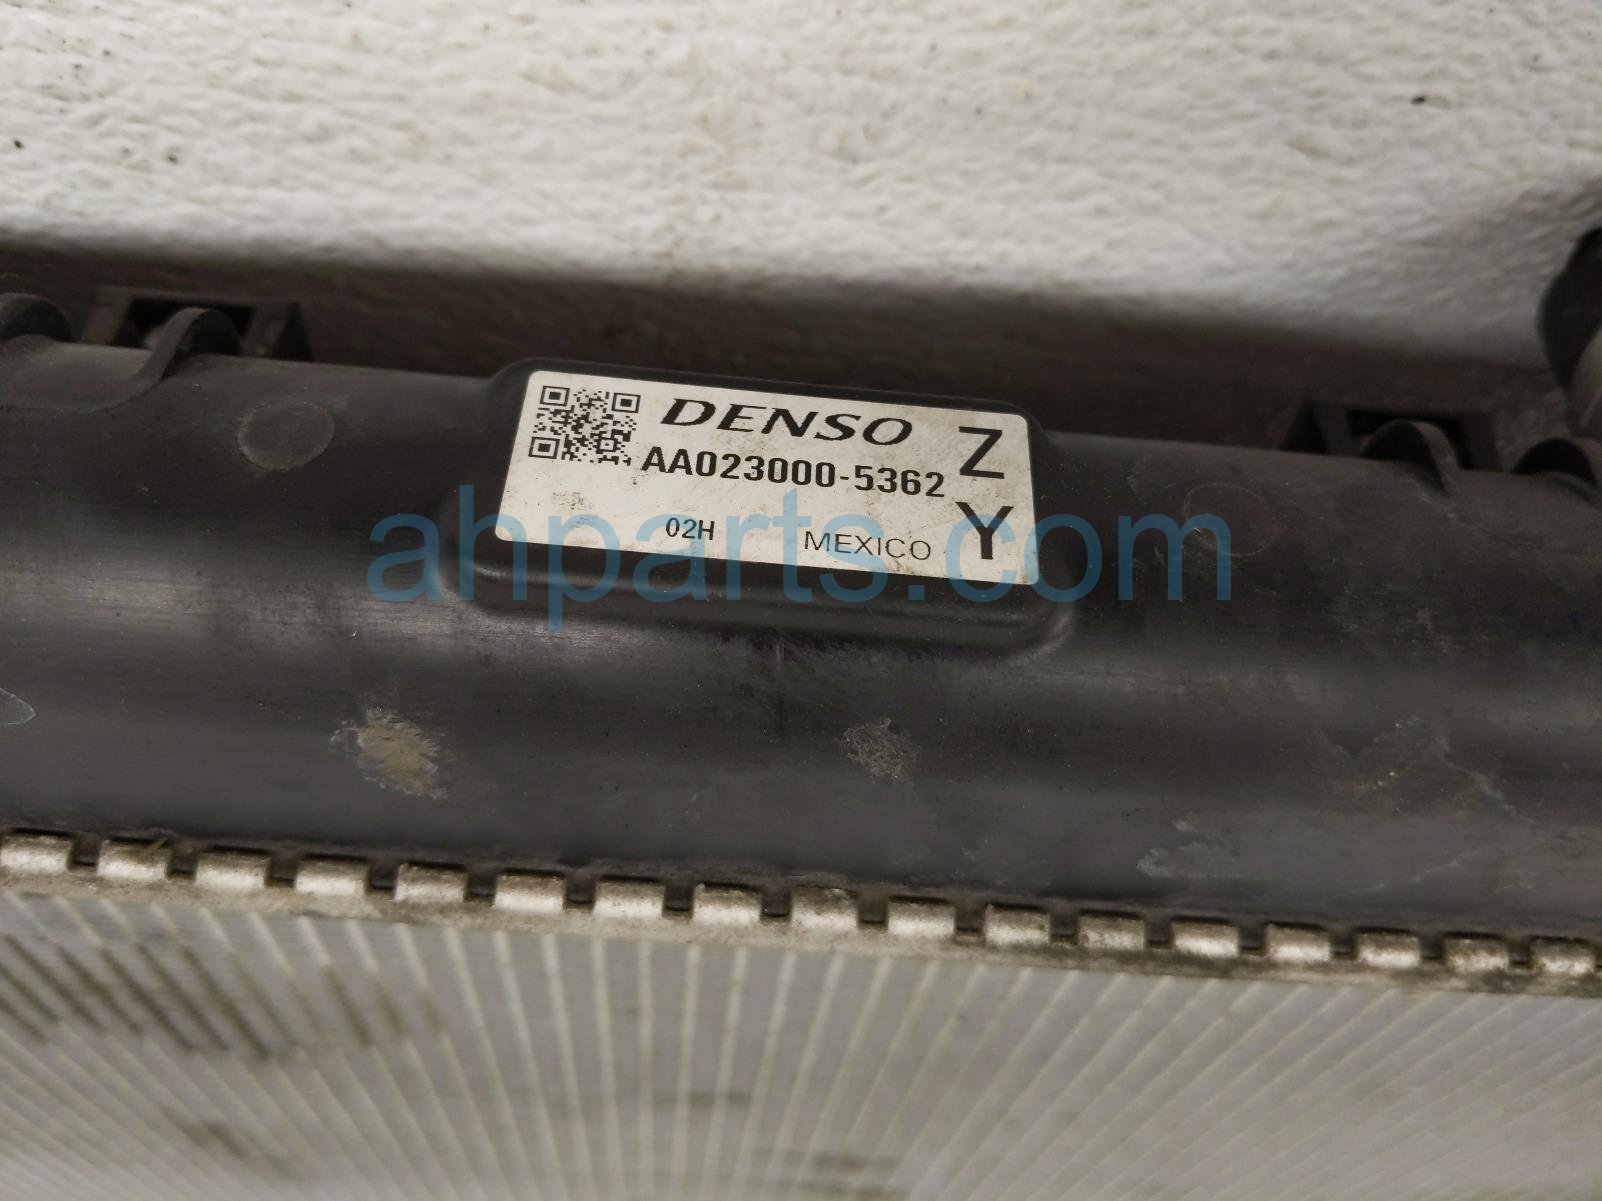 DENSO Z
AA023000-5362
02H MEXICO Y
ahparts.com